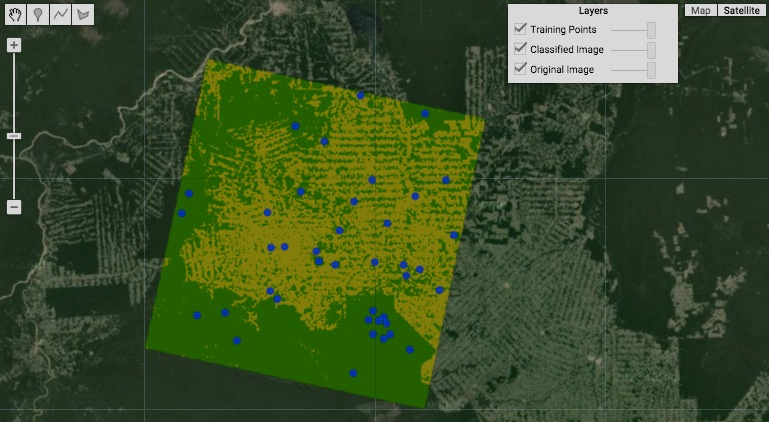 Layers
Map
Satellite
Training Points
Classified Image
Original Image